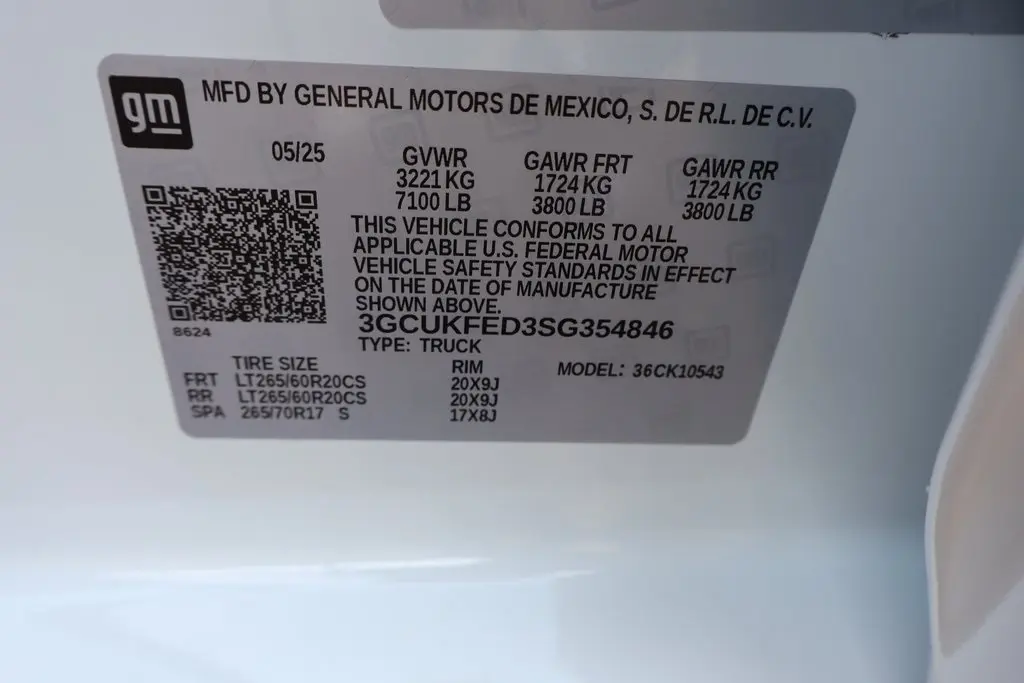 gm
MFD BY GENERAL MOTORS DE MEXICO, S. DE R.L. DE C.V.
05/25 GVWR GAWR FRT GAWR RR
3221 KG 1724 KG 1724 KG
7100 LB 3800 LB 3800 LB
THIS VEHICLE CONFORMS TO ALL
APPLICABLE U.S. FEDERAL MOTOR
VEHICLE SAFETY STANDARDS IN EFFECT
ON THE DATE OF MANUFACTURE
SHOWN ABOVE.
8624
3GCUKFED3SG354846
TYPE: TRUCK
TIRE SIZE RIM MODEL: 36CK10543
FRT LT265/60R20CS 20X9J
RR LT265/60R20CS 20X9J
SPA 265/70R17 S 17X8J